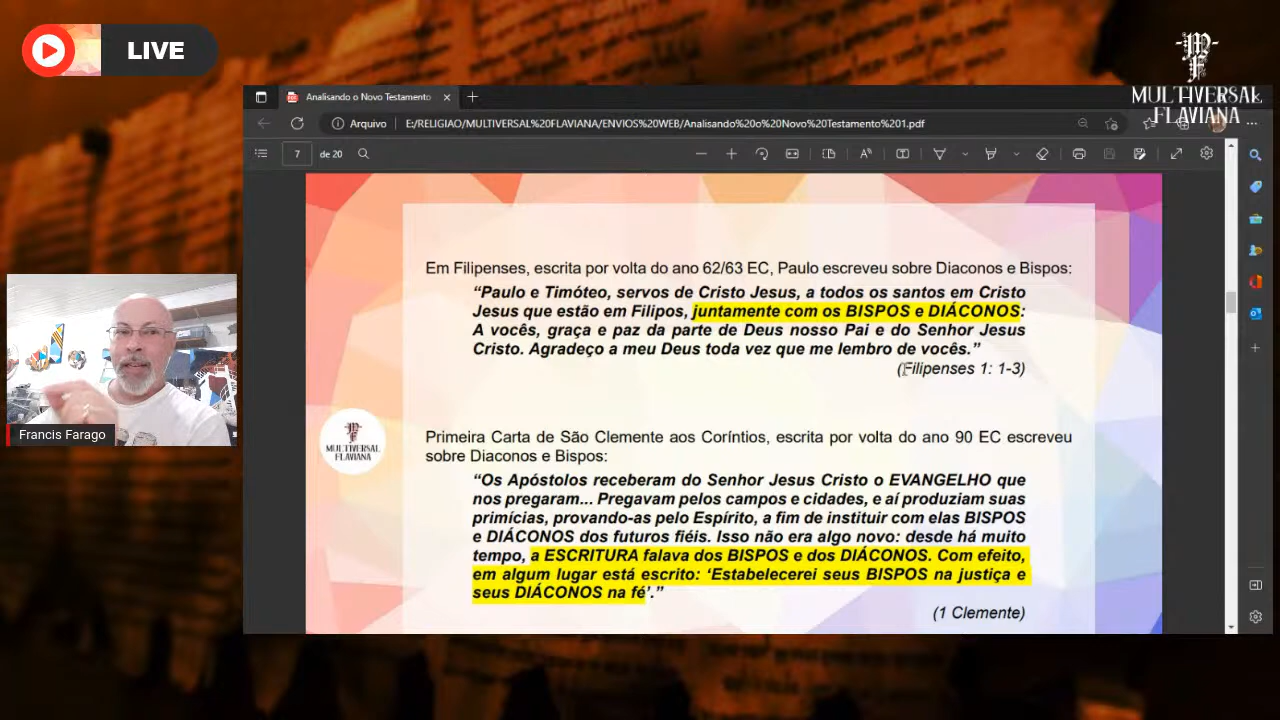 LIVE
MULTIVERSAL
FLAVIANA
Analisando o Novo Testamento
Arquivo
E:/RELIGIAO/MULTIVERSAL%20FLAVIANA/ENVIOS%20WEB/Analisando%20o%20Novo%20Testamento%201.pdf
7 de 20
Em Filipenses, escrita por volta do ano 62/63 EC, Paulo escreveu sobre Diaconos e Bispos:
“Paulo e Timóteo, servos de Cristo Jesus, a todos os santos em Cristo
Jesus que estão em Filipos, juntamente com os BISPOS e DIÁCONOS:
A vocês, graça e paz da parte de Deus nosso Pai e do Senhor Jesus
Cristo. Agradeço a meu Deus toda vez que me lembro de vocês.”
(Filipenses 1: 1-3)
Francis Farago
MULTIVERSAL
FLAVIANA
Primeira Carta de São Clemente aos Coríntios, escrita por volta do ano 90 EC escreveu
sobre Diaconos e Bispos:
“Os Apóstolos receberam do Senhor Jesus Cristo o EVANGELHO que
nos pregaram... Pregavam pelos campos e cidades, e aí produziam suas
primícias, provando-as pelo Espírito, a fim de instituir com elas BISPOS
e DIÁCONOS dos futuros fiéis. Isso não era algo novo: desde há muito
tempo, a ESCRITURA falava dos BISPOS e dos DIÁCONOS. Com efeito,
em algum lugar está escrito: ‘Estabelecerei seus BISPOS na justiça e
seus DIÁCONOS na fé’.”
(1 Clemente)